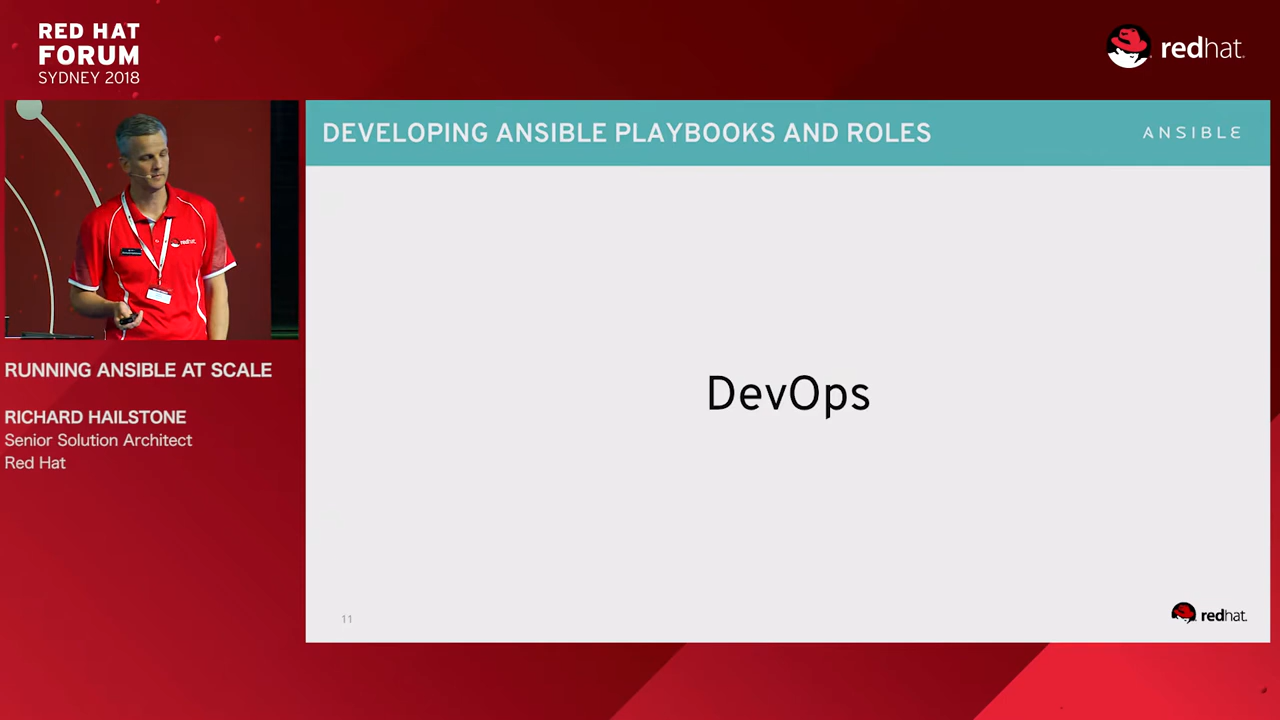 RED HAT
FORUM
SYDNEY 2018
redhat.
DEVELOPING ANSIBLE PLAYBOOKS AND ROLES
ANSIBLE
redhat.
RUNNING ANSIBLE AT SCALE
RICHARD HAILSTONE
Senior Solution Architect
Red Hat
DevOps
11
redhat.